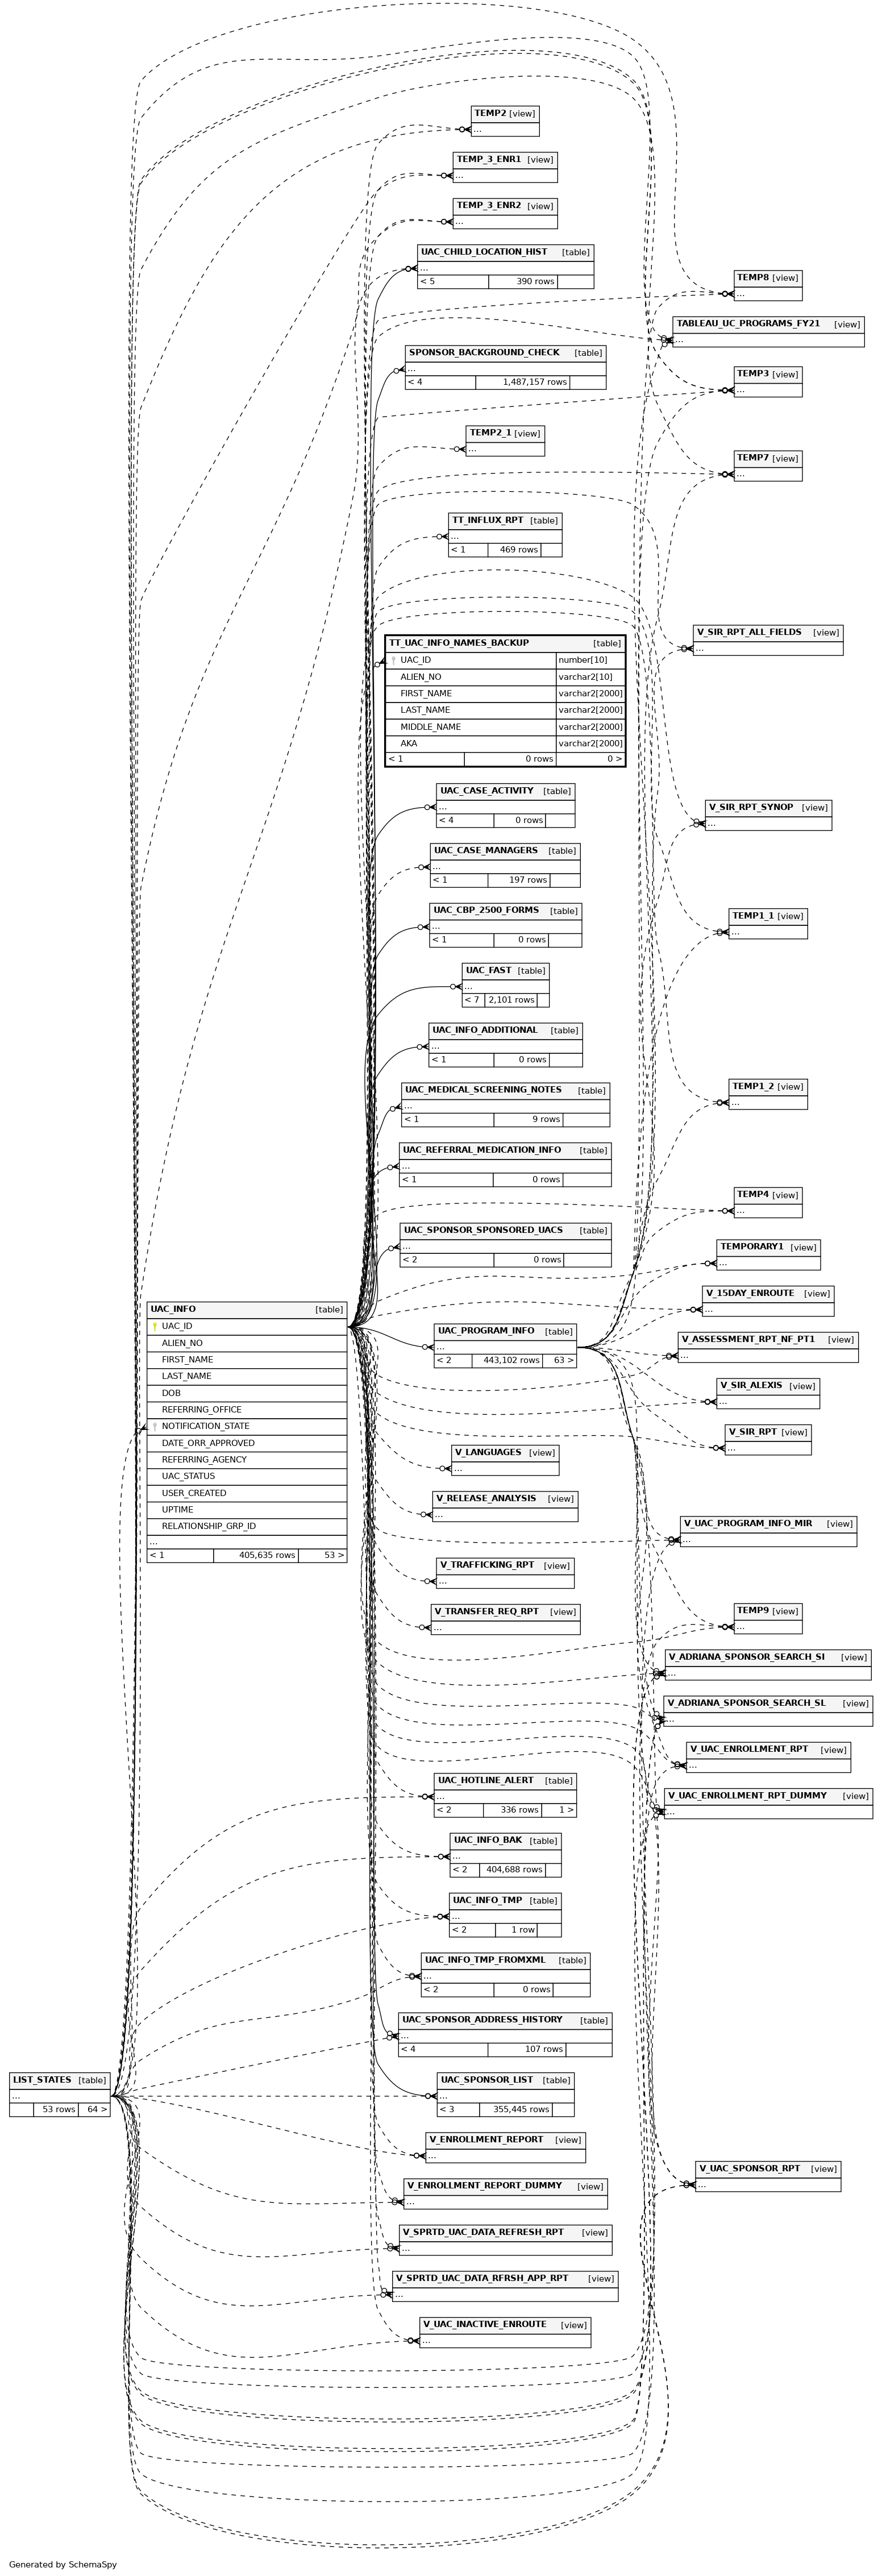 TEMP2 [view]
...
TEMP_3_ENR1 [view]
...
TEMP_3_ENR2 [view]
...
UAC_CHILD_LOCATION_HIST [table]
...
< 5 390 rows
TEMP8 [view]
...
TABLEAU_UC_PROGRAMS_FY21 [view]
...
SPONSOR_BACKGROUND_CHECK [table]
...
< 4 1,487,157 rows
TEMP3 [view]
...
TEMP2_1 [view]
...
TEMP7 [view]
...
TT_INFLUX_RPT [table]
...
< 1 469 rows
TT_UAC_INFO_NAMES_BACKUP [table]
UAC_ID number[10]
ALIEN_NO varchar2[10]
FIRST_NAME varchar2[2000]
LAST_NAME varchar2[2000]
MIDDLE_NAME varchar2[2000]
AKA varchar2[2000]
< 1 0 rows 0 >
V_SIR_RPT_ALL_FIELDS [view]
...
UAC_CASE_ACTIVITY [table]
...
< 4 0 rows
V_SIR_RPT_SYNOP [view]
...
UAC_CASE_MANAGERS [table]
...
< 1 197 rows
UAC_CBP_2500_FORMS [table]
...
< 1 0 rows
TEMP1_1 [view]
...
UAC_FAST [table]
...
< 7 2,101 rows
UAC_INFO_ADDITIONAL [table]
...
< 1 0 rows
UAC_MEDICAL_SCREENING_NOTES [table]
...
< 1 9 rows
TEMP1_2 [view]
...
UAC_REFERRAL_MEDICATION_INFO [table]
...
< 1 0 rows
TEMP4 [view]
...
UAC_SPONSOR_SPONSORED_UACS [table]
...
< 2 0 rows
TEMPORARY1 [view]
...
V_15DAY_ENROUTE [view]
...
UAC_INFO [table]
UAC_ID
ALIEN_NO
FIRST_NAME
LAST_NAME
DOB
REFERRING_OFFICE
NOTIFICATION_STATE
DATE_ORR_APPROVED
REFERRING_AGENCY
UAC_STATUS
USER_CREATED
UPTIME
RELATIONSHIP_GRP_ID
...
< 1 405,635 rows 53 >
UAC_PROGRAM_INFO [table]
...
< 2 443,102 rows 63 >
V_ASSESSMENT_RPT_NF_PT1 [view]
...
V_SIR_ALEXIS [view]
...
V_SIR_RPT [view]
...
V_LANGUAGES [view]
...
V_RELEASE_ANALYSIS [view]
...
V_UAC_PROGRAM_INFO_MIR [view]
...
V_TRAFFICKING_RPT [view]
...
V_TRANSFER_REQ_RPT [view]
...
TEMP9 [view]
...
V_ADRIANA_SPONSOR_SEARCH_SI [view]
...
V_ADRIANA_SPONSOR_SEARCH_SL [view]
...
V_UAC_ENROLLMENT_RPT [view]
...
UAC_HOTLINE_ALERT [table]
...
< 2 336 rows 1 >
V_UAC_ENROLLMENT_RPT_DUMMY [view]
...
UAC_INFO_BAK [table]
...
< 2 404,688 rows
UAC_INFO_TMP [table]
...
< 2 1 row
UAC_INFO_TMP_FROMXML [table]
...
< 2 0 rows
UAC_SPONSOR_ADDRESS_HISTORY [table]
...
< 4 107 rows
LIST_STATES [table]
...
53 rows 64 >
UAC_SPONSOR_LIST [table]
...
< 3 355,445 rows
V_ENROLLMENT_REPORT [view]
...
V_UAC_SPONSOR_RPT [view]
...
V_ENROLLMENT_REPORT_DUMMY [view]
...
V_SPRTD_UAC_DATA_REFRESH_RPT [view]
...
V_SPRTD_UAC_DATA_RFRSH_APP_RPT [view]
...
V_UAC_INACTIVE_ENROUTE [view]
...
Generated by SchemaSpy